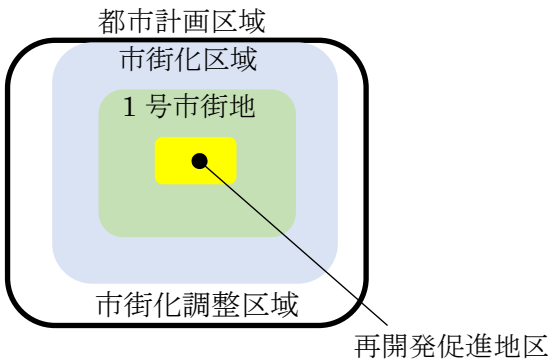 都市計画区域
市街化区域
1号市街地
市街化調整区域
再開発促進地区